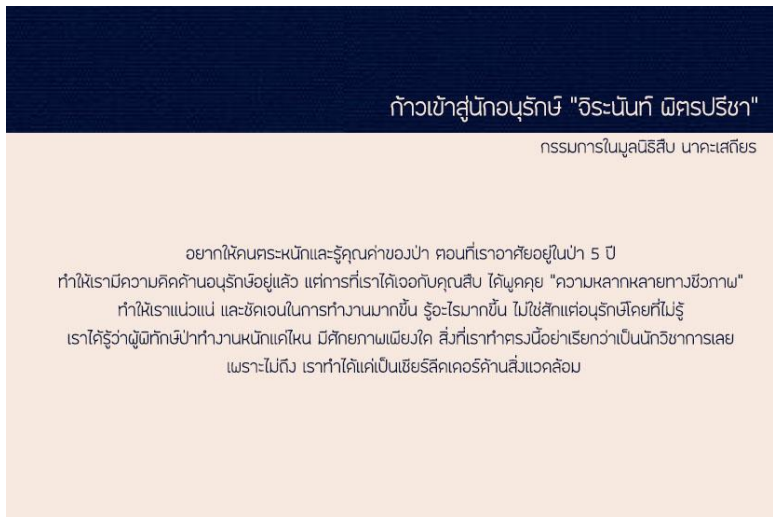 ก้าวเข้าสู่นักอนุรักษ์ "จิระนันท์ พิตรปรีชา"
กรรมการในมูลนิธิสืบ นาคะเสถียร
อยากให้คนตระหนักและรู้คุณค่าของป่า ตอนที่เราอาศัยอยู่ในป่า 5 ปี
ทำให้เรามีความคิดด้านอนุรักษ์อยู่แล้ว แต่การที่เราได้เจอกับคุณสืบ ได้พูดคุย "ความหลากหลายทางชีวภาพ"
ทำให้เราแน่วแน่ และชัดเจนในการทำงานมากขึ้น รู้อะไรมากขึ้น ไม่ใช่สักแต่อนุรักษ์โดยที่ไม่รู้
เราได้รู้ว่าผู้พิทักษ์ป่าทำงานหนักแค่ไหน มีศักยภาพเพียงใด สิ่งที่เราทำตรงนี้อย่าเรียกว่าเป็นนักวิชาการเลย
เพราะไม่ถึง เราทำได้แค่เป็นเชียร์ลีดเดอร์ด้านสิ่งแวดล้อม